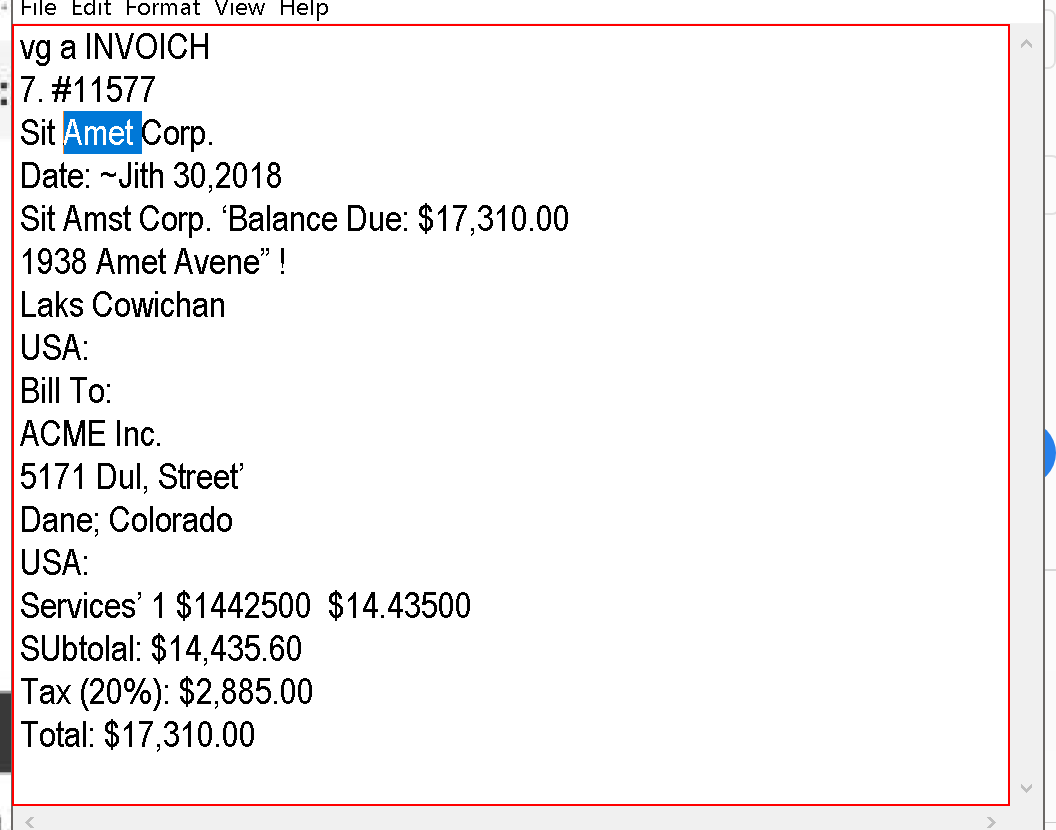 File Edit Format View Help
vg a INVOICH
7. #11577
Sit Amet Corp.
Date: ~Jith 30,2018
Sit Amst Corp. ‘Balance Due: $17,310.00
1938 Amet Avene” !
Laks Cowichan
USA:
Bill To:
ACME Inc.
5171 Dul, Street’
Dane; Colorado
USA:
Services’ 1 $1442500  $14.43500
SUbtolal: $14,435.60
Tax (20%): $2,885.00
Total: $17,310.00